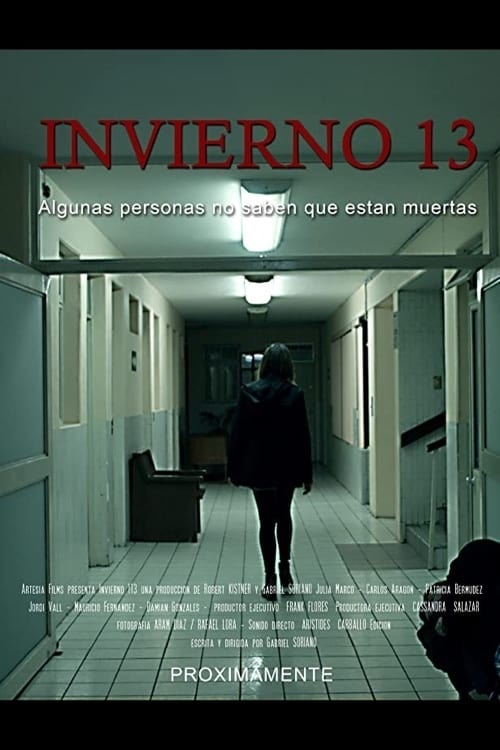 INVIERNO 13
Algunas personas no saben que estan muertas
Artesia Films presenta invierno 113 una produccion de Robert KISTNER y Gabriel SORIANO Julia Marco - Carlos Aragon - Patricia Bermudez
Jordi Vall - Mauricio Fernandez - Damian Gonzales - productor ejecutivo FRANK FLORES Productora ejecutiva CASSANDRA SALAZAR
fotografia ARAM DIAZ / RAFAEL LORA - Sonido directo ARISTIDES CARBALLO Edicion
escrita y dirigida por Gabriel SORIANO
PROXIMAMENTE